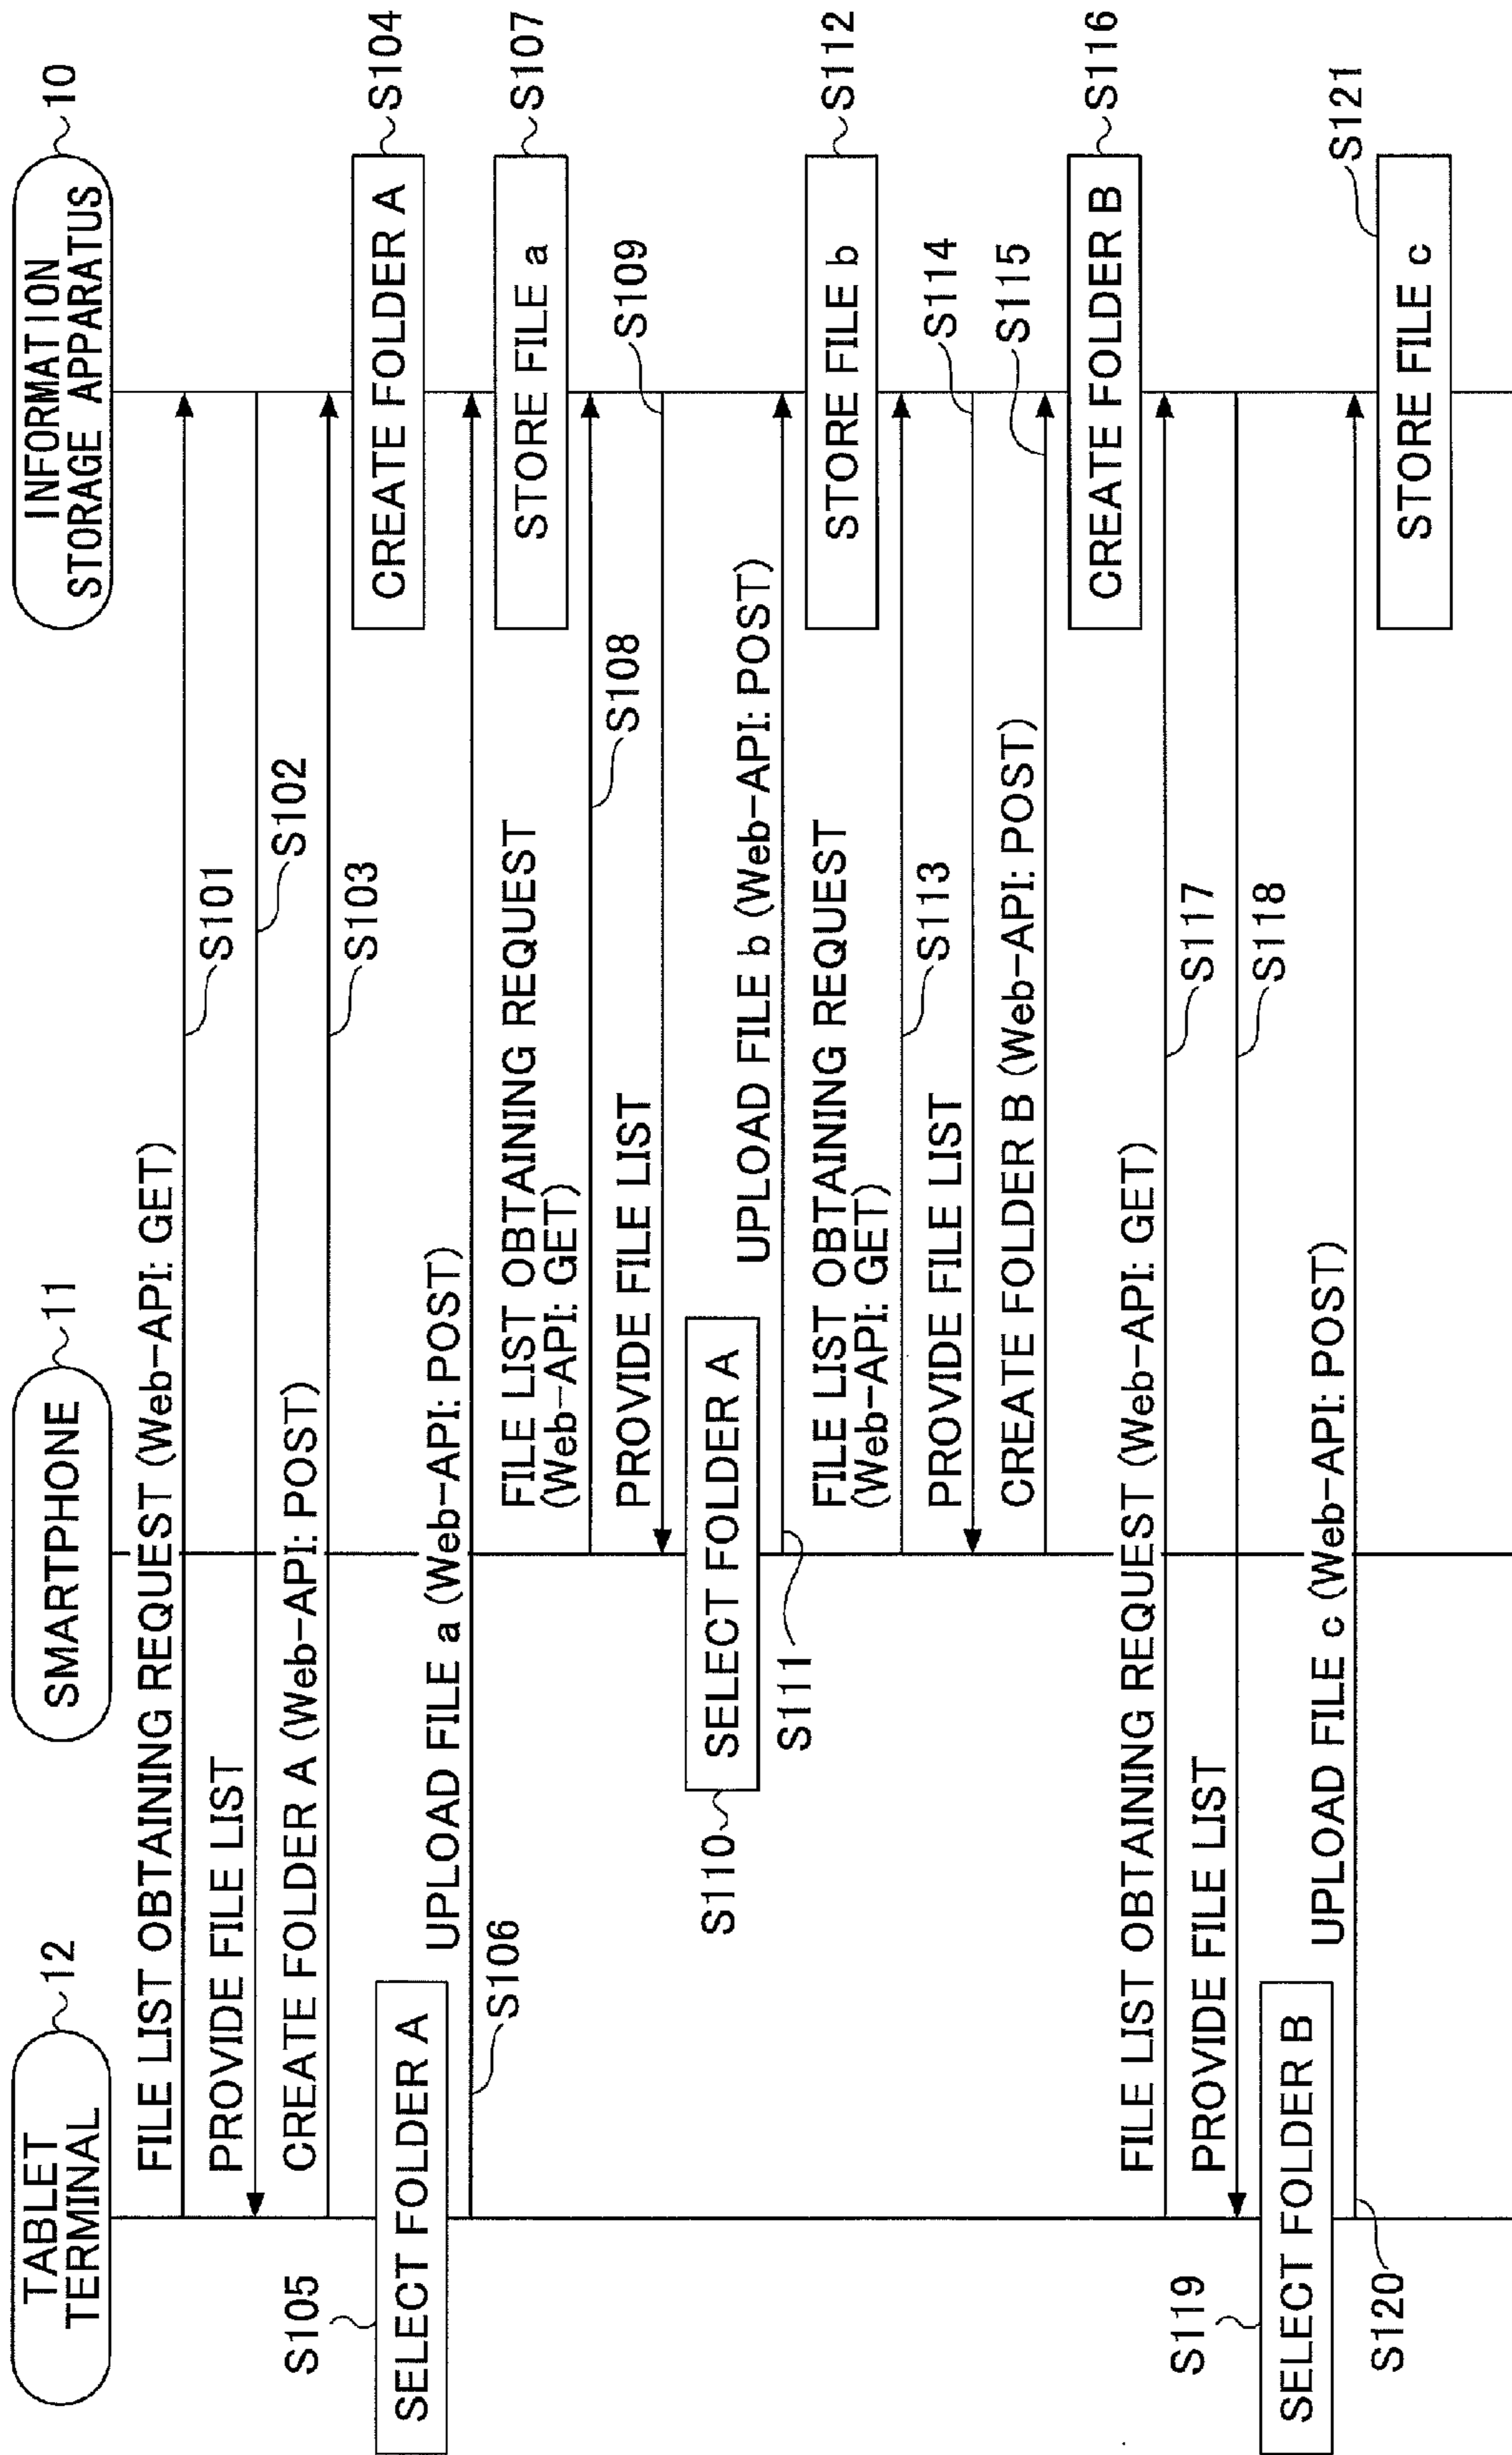 TABLET
TERMINAL
12
SMARTPHONE
11
INFORMATION
STORAGE APPARATUS
10
FILE LIST OBTAINING REQUEST (Web-API: GET)
S101
PROVIDE FILE LIST
S102
CREATE FOLDER A (Web-API: POST)
S103
CREATE FOLDER A
S104
S105
SELECT FOLDER A
UPLOAD FILE a (Web-API: POST)
S106
STORE FILE a
S107
FILE LIST OBTAINING REQUEST
(Web-API: GET)
S108
PROVIDE FILE LIST
S109
S110
SELECT FOLDER A
UPLOAD FILE b (Web-API: POST)
S111
STORE FILE b
S112
FILE LIST OBTAINING REQUEST
(Web-API: GET)
S113
PROVIDE FILE LIST
S114
CREATE FOLDER B (Web-API: POST)
S115
CREATE FOLDER B
S116
FILE LIST OBTAINING REQUEST (Web-API: GET)
S117
PROVIDE FILE LIST
S118
S119
SELECT FOLDER B
UPLOAD FILE c (Web-API: POST)
S120
S121
STORE FILE c